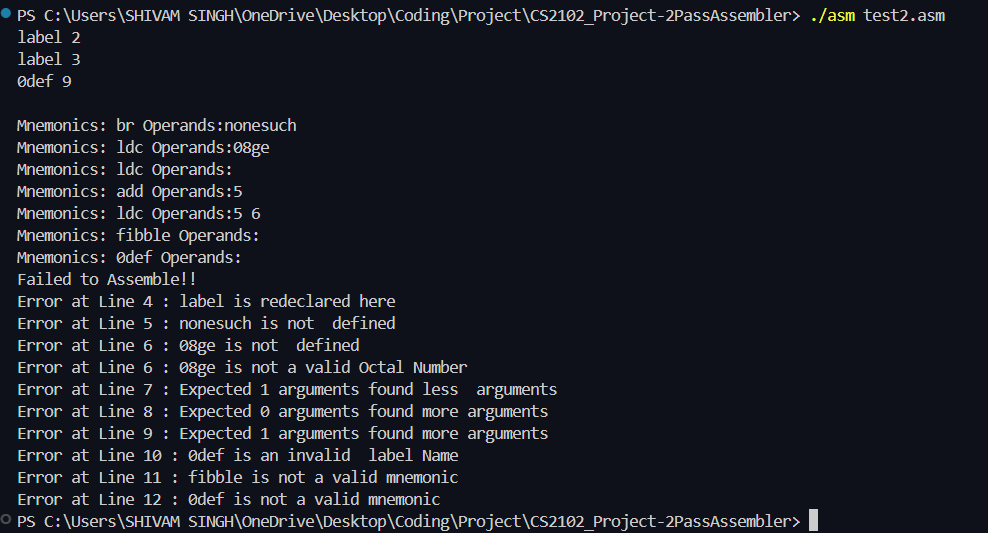 PS C:\Users\SHIVAM SINGH\OneDrive\Desktop\Coding\Project\CS2102_Project-2PassAssembler> ./asm test2.asm
label 2
label 3
0def 9
Mnemonics: br Operands:nonesuch
Mnemonics: ldc Operands:08ge
Mnemonics: ldc Operands:
Mnemonics: add Operands:5
Mnemonics: ldc Operands:5 6
Mnemonics: fibble Operands:
Mnemonics: 0def Operands:
Failed to Assemble!!
Error at Line 4 : label is redeclared here
Error at Line 5 : nonesuch is not  defined
Error at Line 6 : 08ge is not  defined
Error at Line 6 : 08ge is not a valid Octal Number
Error at Line 7 : Expected 1 arguments found less  arguments
Error at Line 8 : Expected 0 arguments found more arguments
Error at Line 9 : Expected 1 arguments found more arguments
Error at Line 10 : 0def is an invalid  label Name
Error at Line 11 : fibble is not a valid mnemonic
Error at Line 12 : 0def is not a valid mnemonic
PS C:\Users\SHIVAM SINGH\OneDrive\Desktop\Coding\Project\CS2102_Project-2PassAssembler>